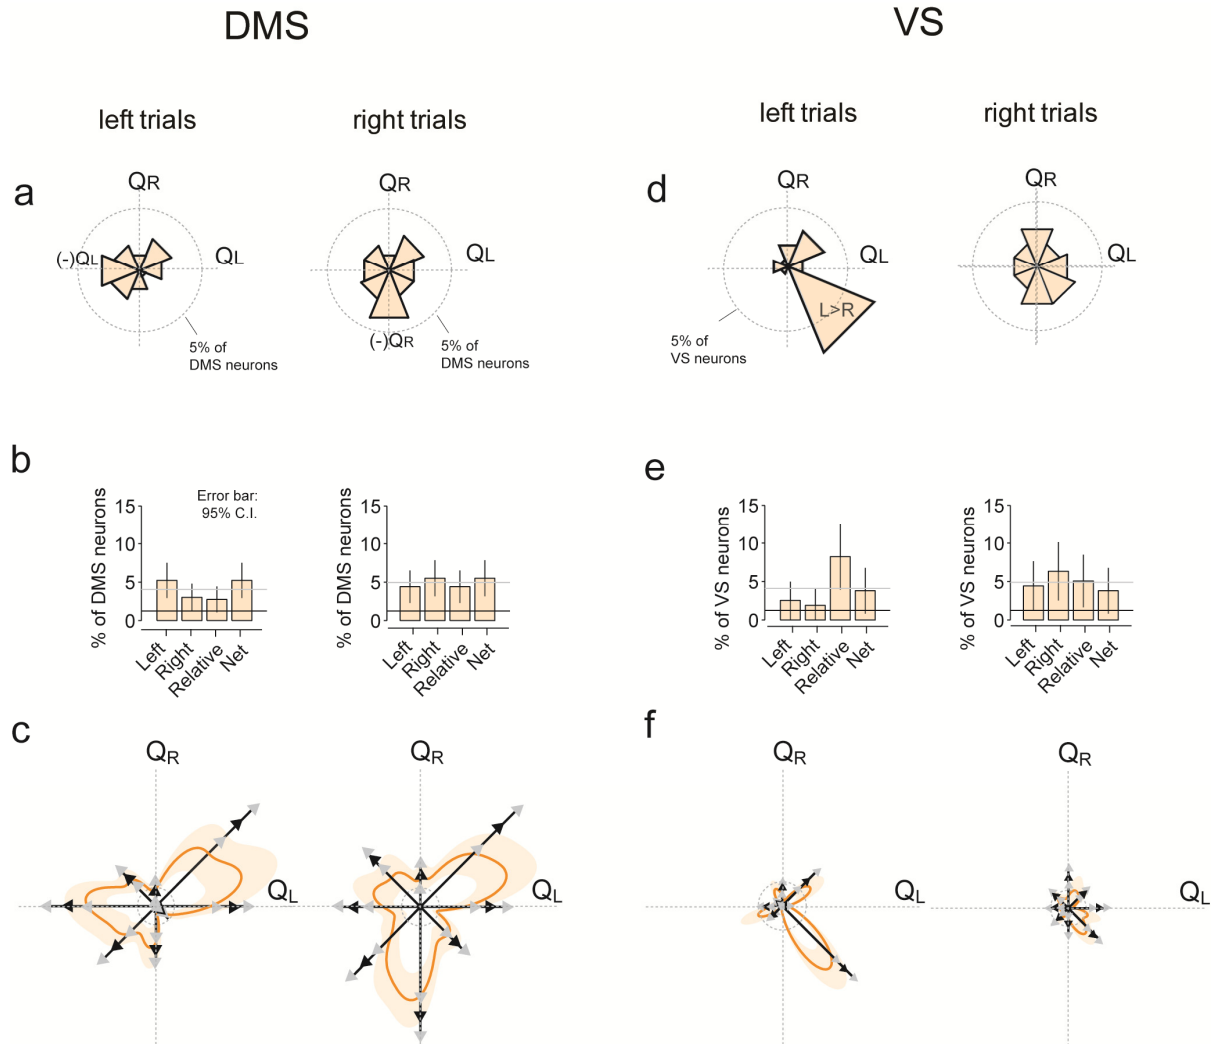 DMS
VS
left trials
right trials
left trials
right trials
a
QR
QL
(-)QL
5% of
DMS neurons
QR
QL
(-)QR
5% of
DMS neurons
d
QR
QL
L>R
5% of
VS neurons
QR
QL
b
% of DMS neurons
15
10
5
0
Error bar:
95% C.I.
Left
Right
Relative
Net
% of DMS neurons
15
10
5
0
Left
Right
Relative
Net
e
% of VS neurons
15
10
5
0
Left
Right
Relative
Net
% of VS neurons
15
10
5
0
Left
Right
Relative
Net
c
QR
QL
QR
QL
f
QR
QL
QR
QL